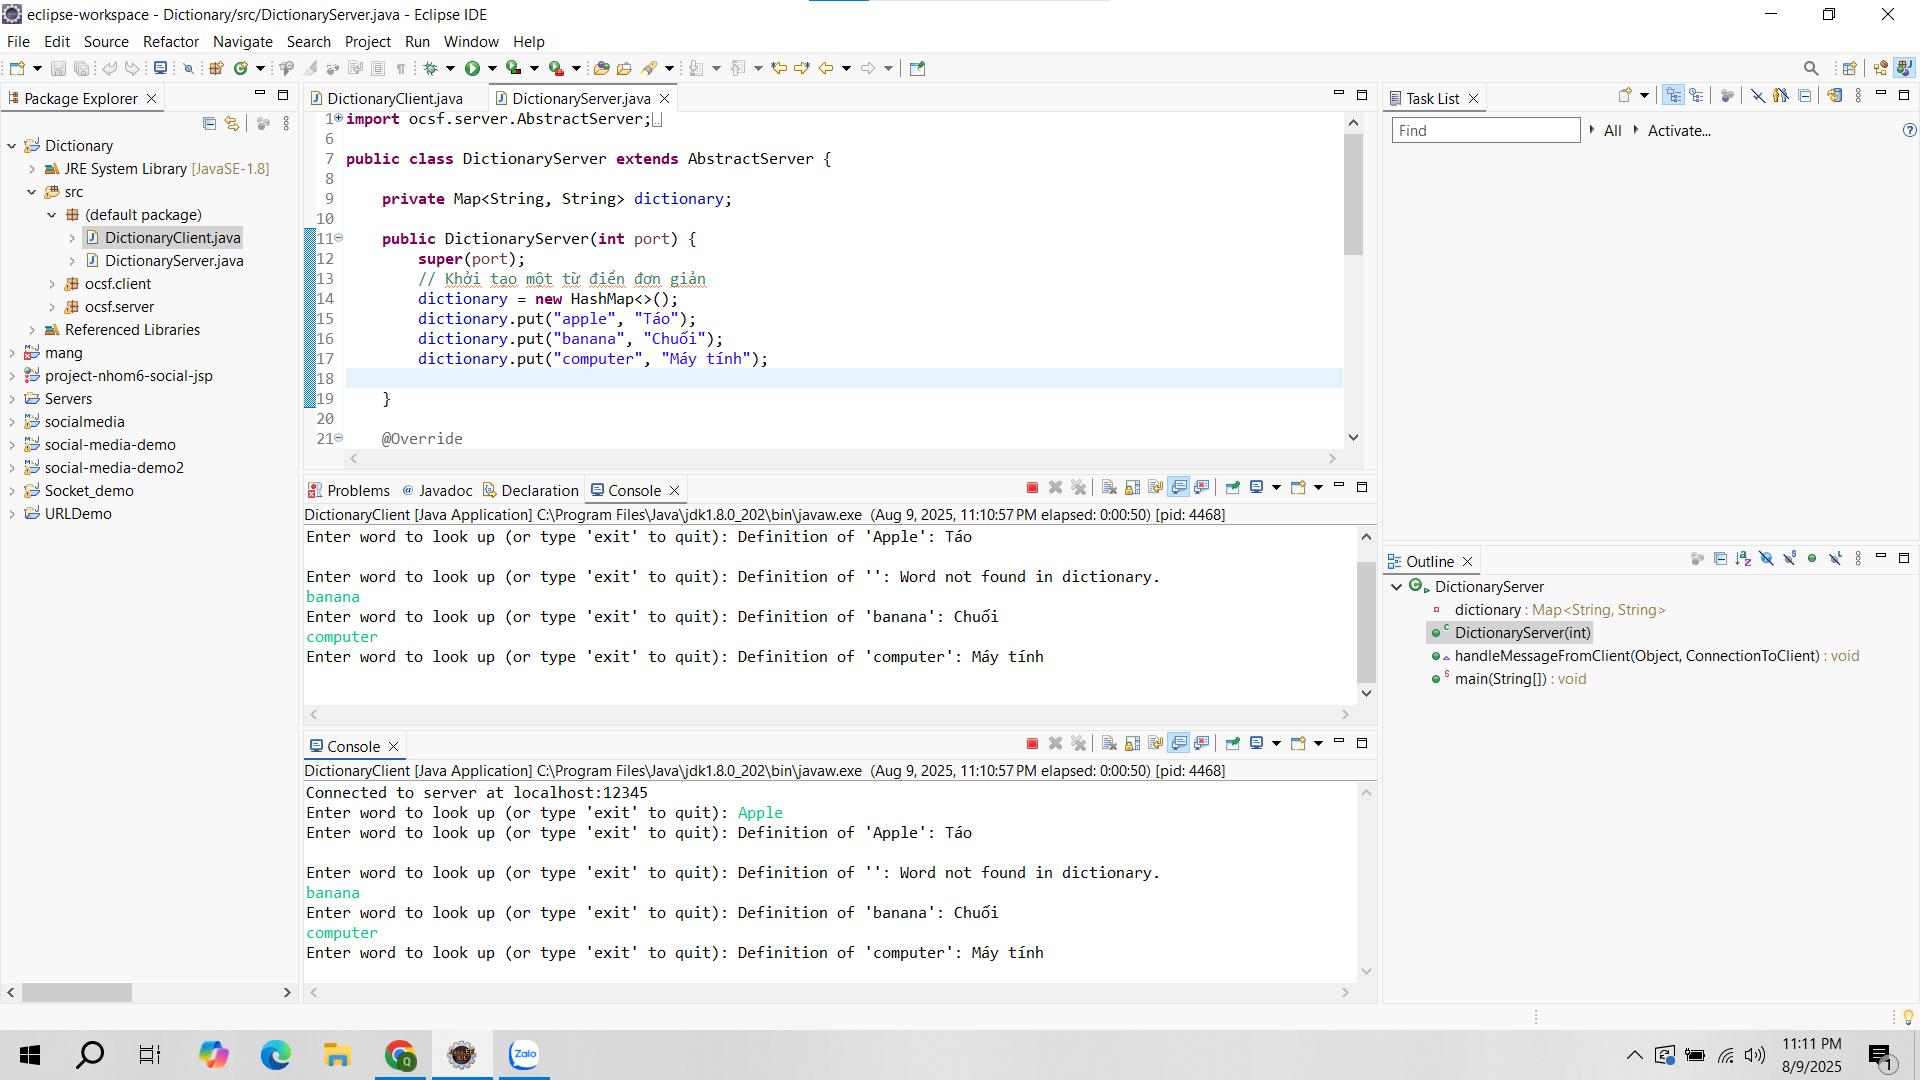 eclipse-workspace - Dictionary/src/DictionaryServer.java - Eclipse IDE
File Edit Source Refactor Navigate Search Project Run Window Help
Package Explorer
Dictionary
JRE System Library [JavaSE-1.8]
src
(default package)
DictionaryClient.java
DictionaryServer.java
ocsf.client
ocsf.server
Referenced Libraries
mang
project-nhom6-social-jsp
Servers
socialmedia
social-media-demo
social-media-demo2
Socket_demo
URLDemo
DictionaryClient.java DictionaryServer.java
1 import ocsf.server.AbstractServer;
6
7 public class DictionaryServer extends AbstractServer {
8
9 private Map<String, String> dictionary;
10
11 public DictionaryServer(int port) {
12 super(port);
13 // Khởi tạo một từ điển đơn giản
14 dictionary = new HashMap<>();
15 dictionary.put("apple", "Táo");
16 dictionary.put("banana", "Chuối");
17 dictionary.put("computer", "Máy tính");
18
19 }
20
21 @Override
Problems @ Javadoc Declaration Console
DictionaryClient [Java Application] C:\Program Files\Java\jdk1.8.0_202\bin\javaw.exe (Aug 9, 2025, 11:10:57 PM elapsed: 0:00:50) [pid: 4468]
Enter word to look up (or type 'exit' to quit): Definition of 'Apple': Táo
Enter word to look up (or type 'exit' to quit): Definition of '': Word not found in dictionary.
banana
Enter word to look up (or type 'exit' to quit): Definition of 'banana': Chuối
computer
Enter word to look up (or type 'exit' to quit): Definition of 'computer': Máy tính
Console
DictionaryClient [Java Application] C:\Program Files\Java\jdk1.8.0_202\bin\javaw.exe (Aug 9, 2025, 11:10:57 PM elapsed: 0:00:50) [pid: 4468]
Connected to server at localhost:12345
Enter word to look up (or type 'exit' to quit): Apple
Enter word to look up (or type 'exit' to quit): Definition of 'Apple': Táo
Enter word to look up (or type 'exit' to quit): Definition of '': Word not found in dictionary.
banana
Enter word to look up (or type 'exit' to quit): Definition of 'banana': Chuối
computer
Enter word to look up (or type 'exit' to quit): Definition of 'computer': Máy tính
Task List
Find All Activate...
Outline
DictionaryServer
dictionary : Map<String, String>
DictionaryServer(int)
handleMessageFromClient(Object, ConnectionToClient) : void
main(String[]) : void
Zalo
11:11 PM
8/9/2025
1